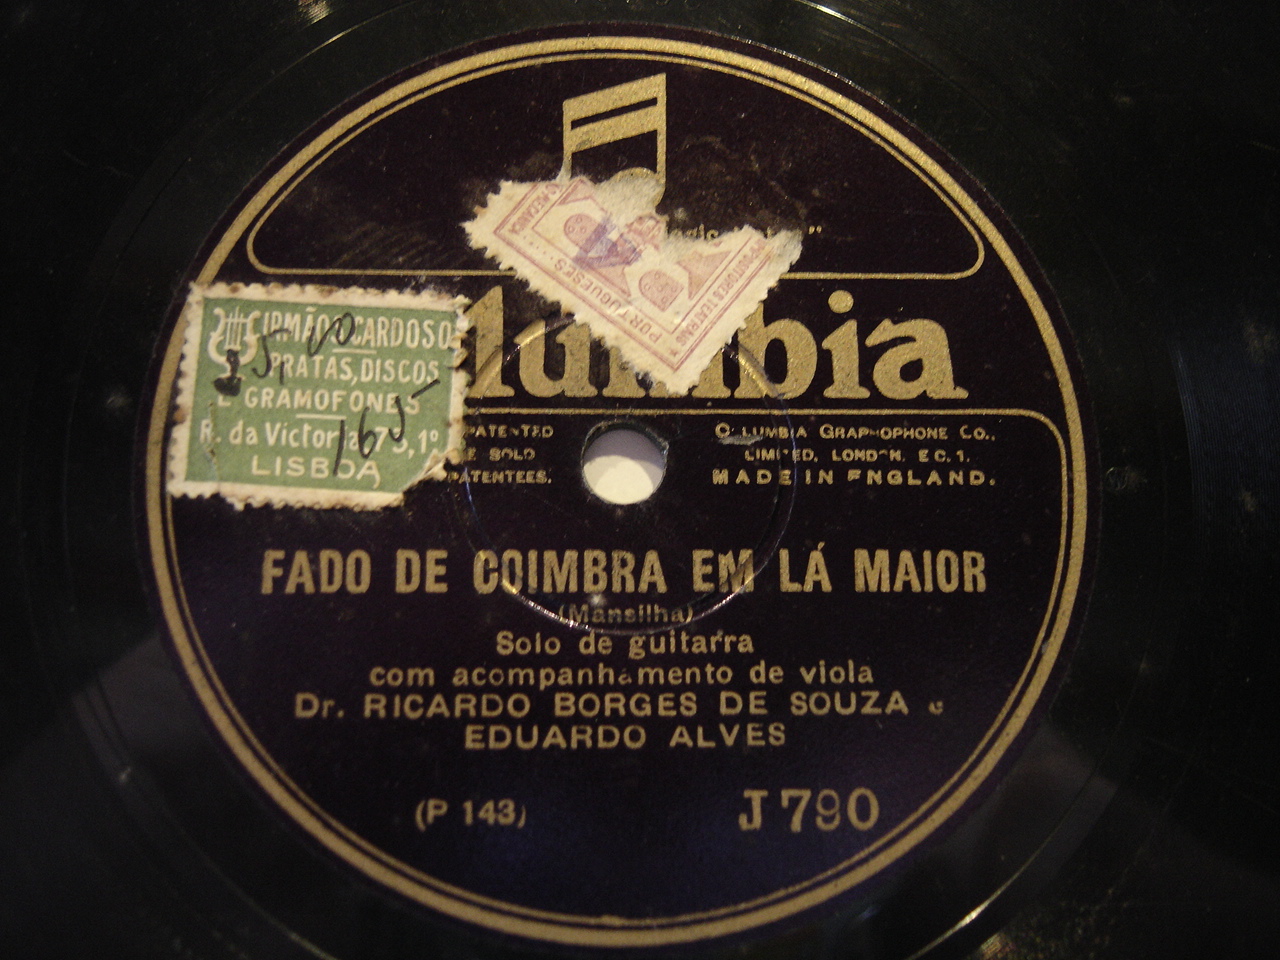 lumbia
IRMÃOS CARDOSO
PRATAS, DISCOS
E GRAMOFONES
R. da Victoria 73, 1º
LISBOA
165
PORTUGUESES
PATENTED
SOLD
PATENTEES.
COLUMBIA GRAPHOPHONE CO.,
LIMITED, LONDON, E.C.1.
MADE IN ENGLAND.
FADO DE COIMBRA EM LÁ MAIOR
(Mansilha)
Solo de guitarra
com acompanhamento de viola
Dr. RICARDO BORGES DE SOUZA e
EDUARDO ALVES
(P 143)
J 790